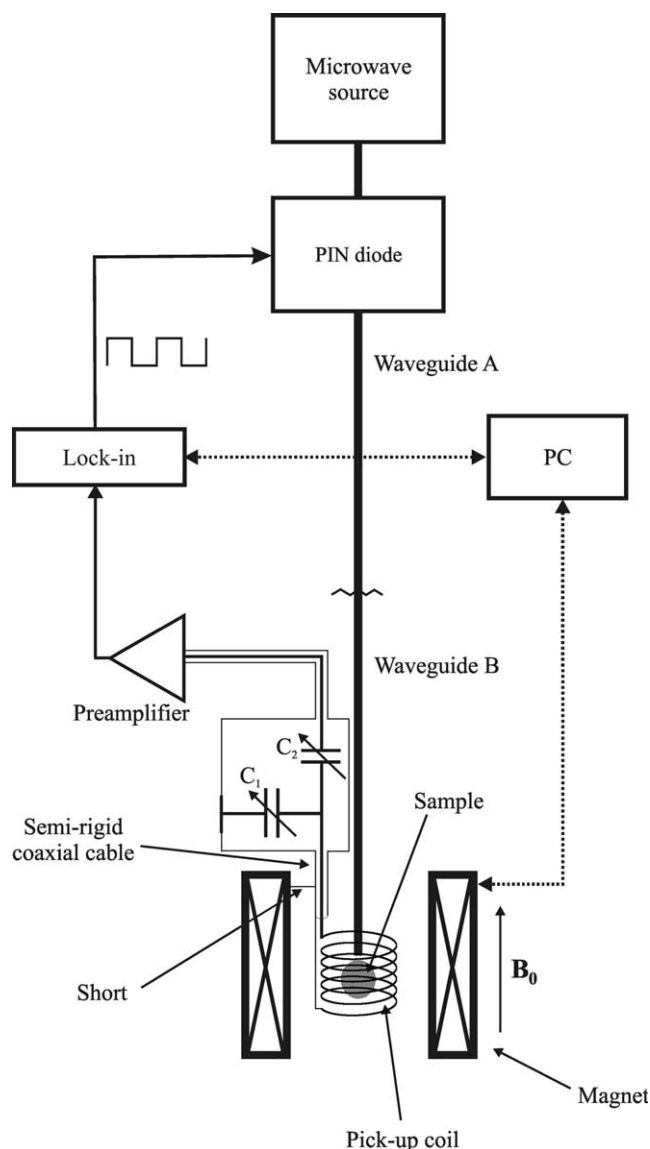 Microwave
source
PIN diode
Waveguide A
Lock-in
PC
Waveguide B
Preamplifier
C₂
C₁
Sample
Semi-rigid
coaxial cable
Short
B₀
Magnet
Pick-up coil